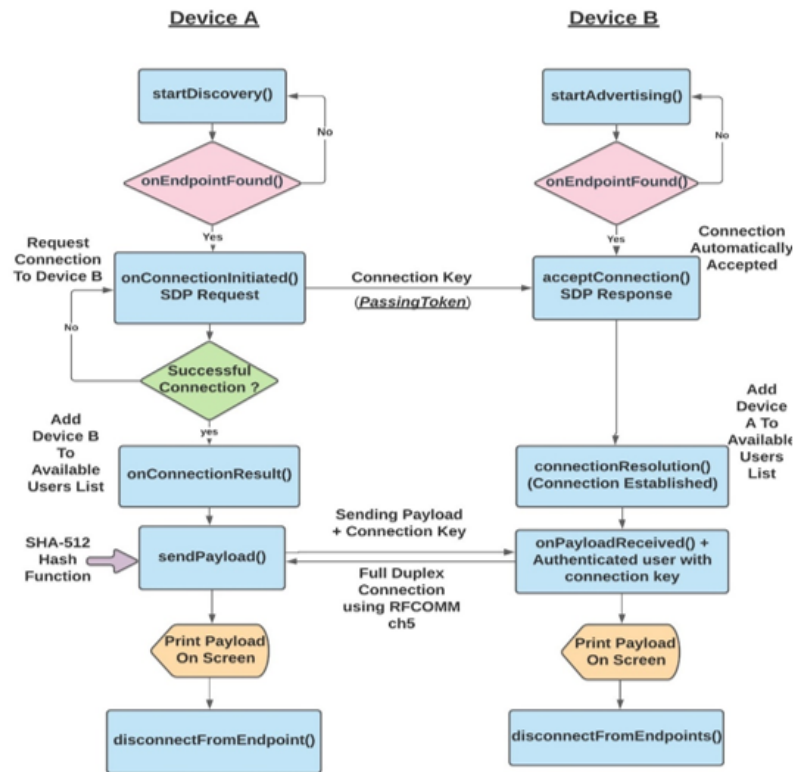 Device A
Device B
startDiscovery()
startAdvertising()
No
No
onEndpointFound()
onEndpointFound()
Yes
Yes
Request
Connection
To Device B
Connection
Automatically
Accepted
onConnectionInitiated()
SDP Request
Connection Key
(PassingToken)
acceptConnection()
SDP Response
No
Successful
Connection ?
yes
Add
Device B
To
Available
Users List
Add
Device
A To
Available
Users
List
onConnectionResult()
connectionResolution()
(Connection Established)
SHA-512
Hash
Function
sendPayload()
Sending Payload
+ Connection Key
Full Duplex
Connection
using RFCOMM
ch5
onPayloadReceived() +
Authenticated user with
connection key
Print Payload
On Screen
Print Payload
On Screen
disconnectFromEndpoint()
disconnectFromEndpoints()